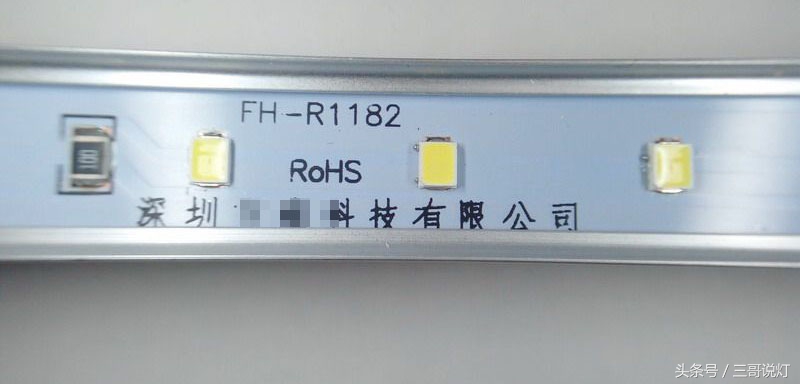 FH-R1182
RoHS
深圳 科技有限公司
头条号 / 三哥说灯